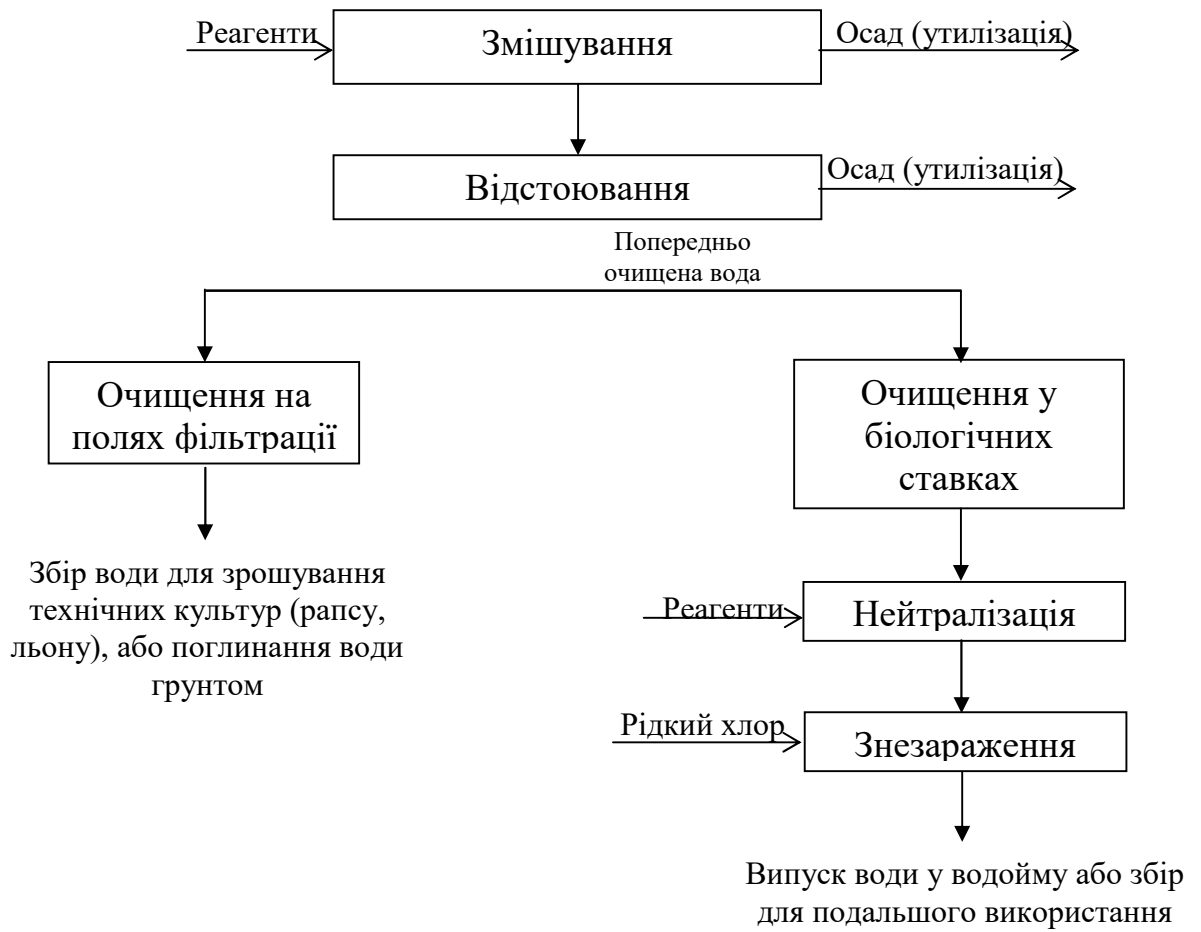 Реагенти
Змішування
Осад (утилізація)
Відстоювання
Осад (утилізація)
Попередньо
очищена вода
Очищення на
полях фільтрації
Очищення у
біологічних
ставках
Збір води для зрошування
технічних культур (рапсу,
льону), або поглинання води
грунтом
Реагенти
Нейтралізація
Рідкий хлор
Знезараження
Випуск води у водойму або збір
для подальшого використання